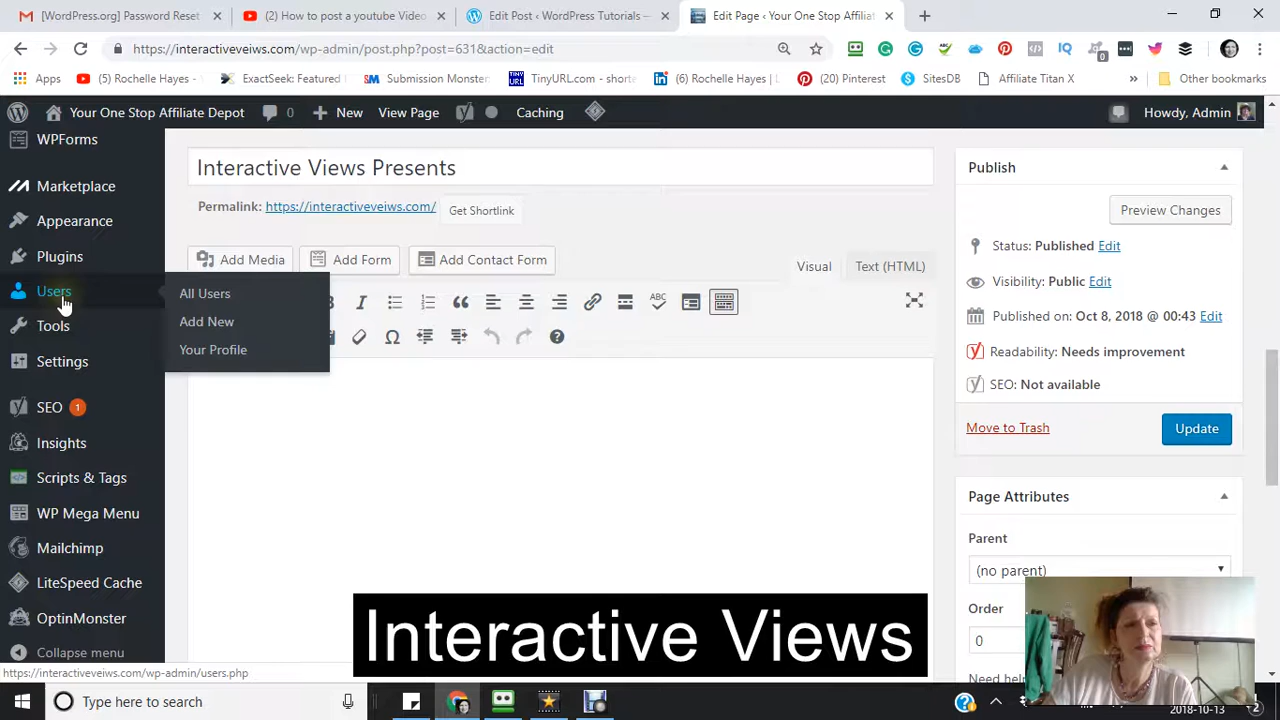 [WordPress.org] Password Reset
(2) How to post a youtube Video
Edit Post ‹ WordPress Tutorials —
Edit Page ‹ Your One Stop Affiliat
https://interactiveveiws.com/wp-admin/post.php?post=631&action=edit
Apps
(5) Rochelle Hayes - Y
ExactSeek: Featured L
Submission Monster
TinyURL.com - shorte
(6) Rochelle Hayes | L
(20) Pinterest
SitesDB
Affiliate Titan X
»
Other bookmarks
Your One Stop Affiliate Depot
0
New
View Page
Caching
Howdy, Admin
WPForms
Marketplace
Appearance
Plugins
Users
Tools
Settings
SEO 1
Insights
Scripts & Tags
WP Mega Menu
Mailchimp
LiteSpeed Cache
OptinMonster
Collapse menu
All Users
Add New
Your Profile
Interactive Views Presents
Permalink: https://interactiveveiws.com/
Get Shortlink
Add Media
Add Form
Add Contact Form
Visual
Text (HTML)
Publish
Preview Changes
Status: Published Edit
Visibility: Public Edit
Published on: Oct 8, 2018 @ 00:43 Edit
Readability: Needs improvement
SEO: Not available
Move to Trash
Update
Page Attributes
Parent
(no parent)
Order
0
Need help
Interactive Views
https://interactiveveiws.com/wp-admin/users.php
Type here to search
2018-10-13